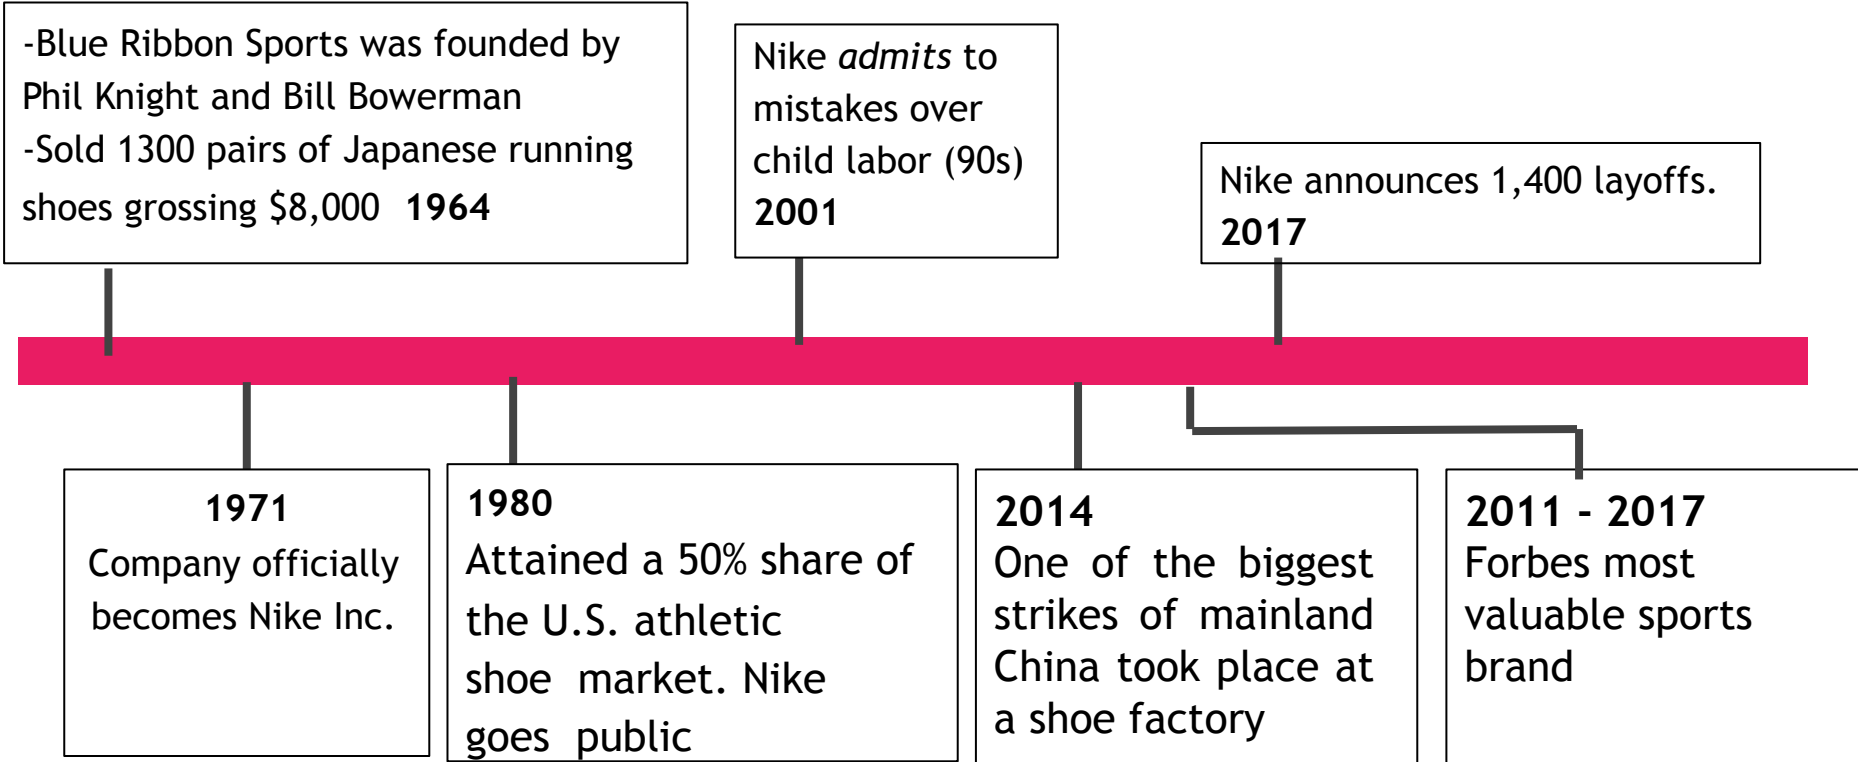 -Blue Ribbon Sports was founded by
Phil Knight and Bill Bowerman
-Sold 1300 pairs of Japanese running
shoes grossing $8,000 1964
Nike admits to
mistakes over
child labor (90s)
2001
Nike announces 1,400 layoffs.
2017
1971
Company officially
becomes Nike Inc.
1980
Attained a 50% share of
the U.S. athletic
shoe market. Nike
goes public
2014
One of the biggest
strikes of mainland
China took place at
a shoe factory
2011 - 2017
Forbes most
valuable sports
brand